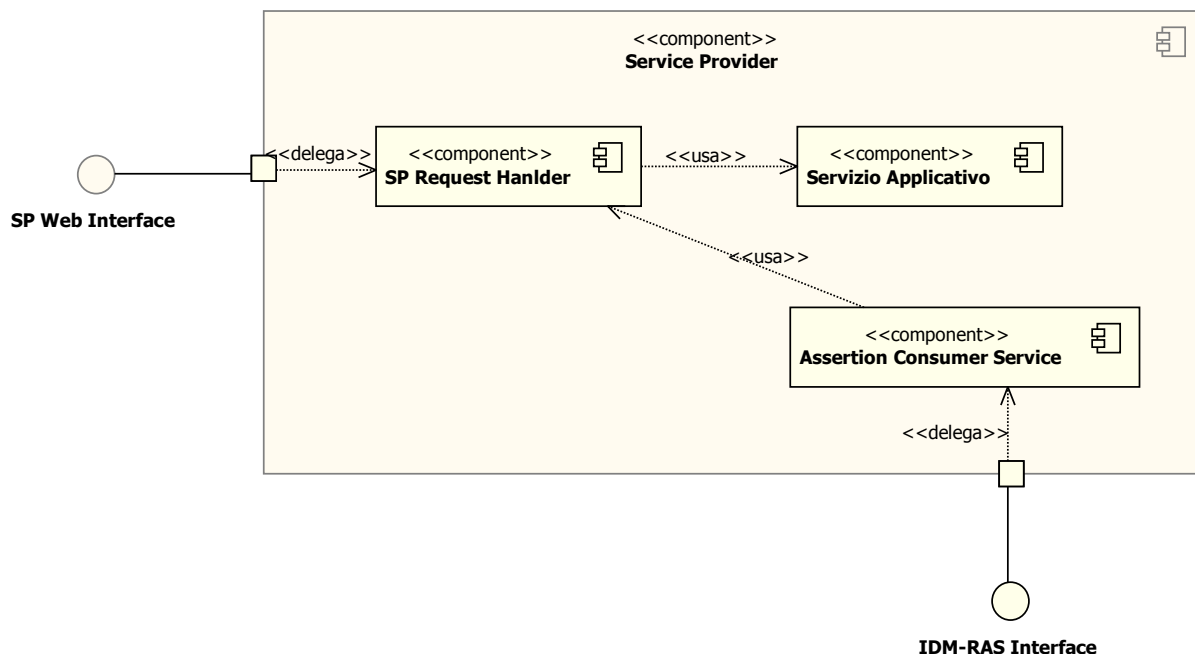 <<component>>
Service Provider
<<delega>>
<<component>>
SP Request Hanlder
<<usa>>
<<component>>
Servizio Applicativo
SP Web Interface
<<usa>>
<<component>>
Assertion Consumer Service
<<delega>>
IDM-RAS Interface